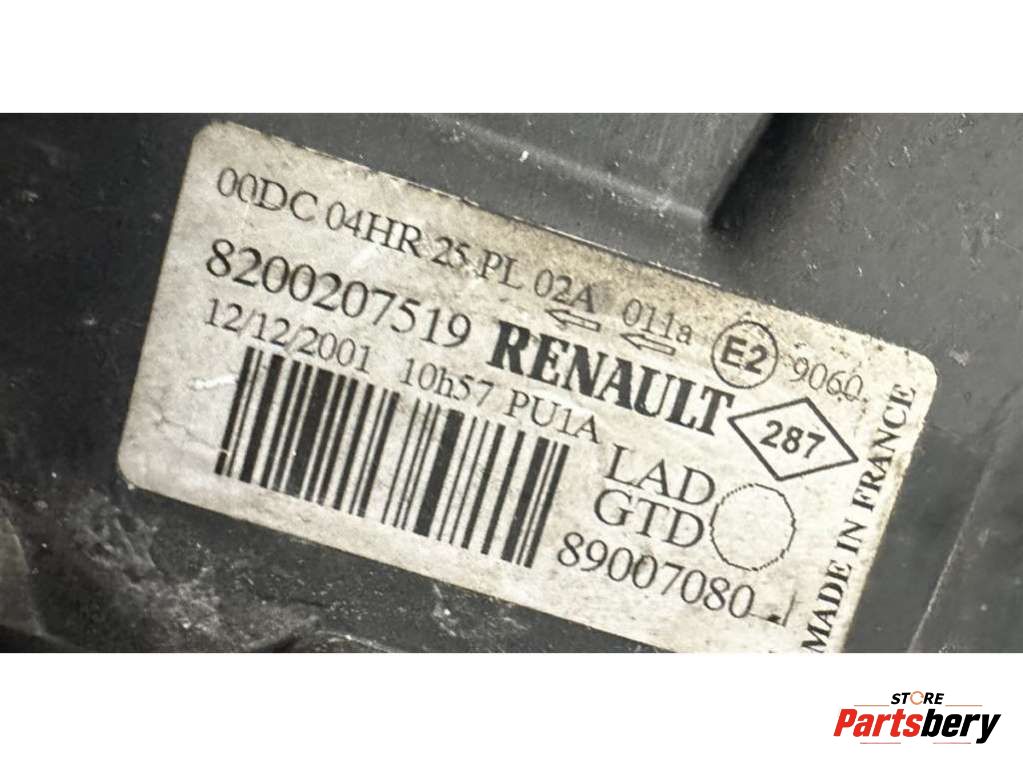 00DC 04HR 25 PL 02A 011a E2 9060
8200207519 RENAULT 287
12/12/2001 10h57 PU1A
LAD
GTD
89007080
MADE IN FRANCE
STORE
Partsbery